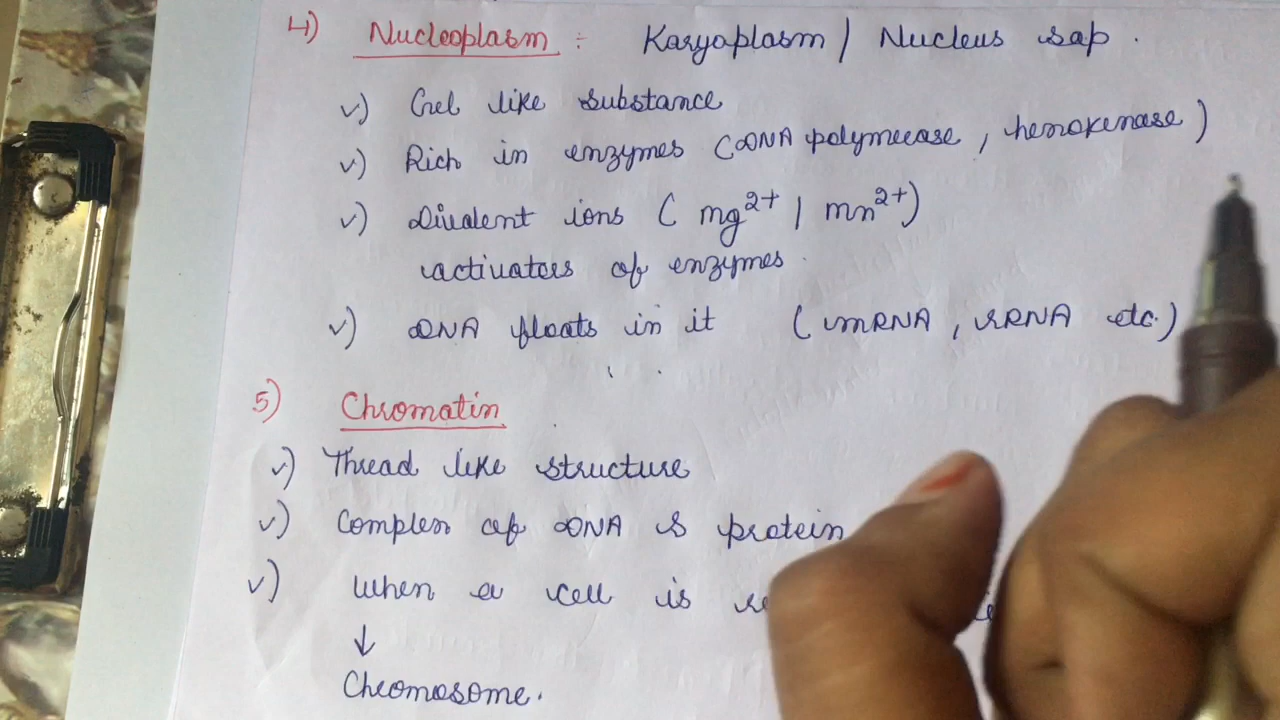 4) Nucleoplasm : Karyoplasm / Nucleus sap.
✓) Gel like substance
✓) Rich in enzymes (DNA polymerase, hemokenase)
✓) Divalent ions ( mg2+ / mn2+)
activators of enzymes.
✓) DNA floats in it ( mRNA, rRNA etc.)
5) Chromatin
✓) Thread like structure
✓) Complex of DNA & protein
✓) When a cell is
↓
Chromosome.